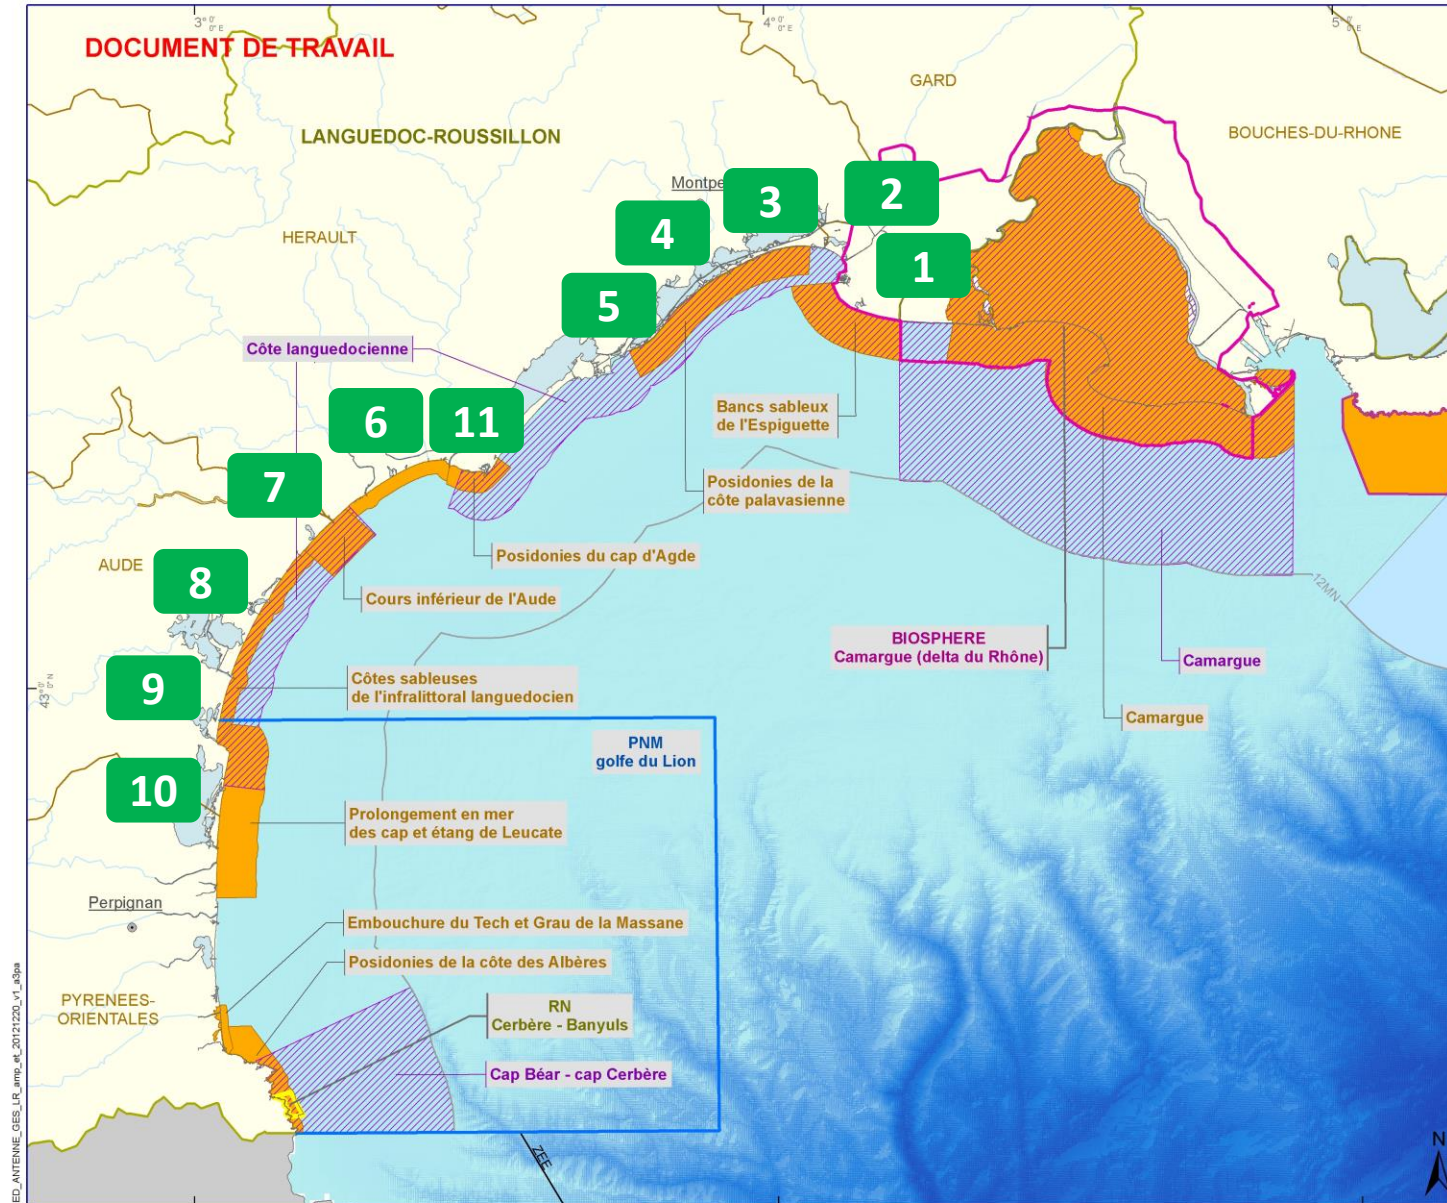 3° 0' 0" E
4° 0' 0" E
5° 0' 0" E
DOCUMENT DE TRAVAIL
GARD
LANGUEDOC-ROUSSILLON
BOUCHES-DU-RHONE
Montpe
3
2
4
HERAULT
1
5
Côte languedocienne
Bancs sableux
de l'Espiguette
6
11
7
Posidonies de la
côte palavasienne
Posidonies du cap d'Agde
AUDE
8
Cours inférieur de l'Aude
12MN
BIOSPHERE
Camargue (delta du Rhône)
Camargue
43° 0' 0" N
9
Côtes sableuses
de l'infralittoral languedocien
Camargue
PNM
golfe du Lion
10
Prolongement en mer
des cap et étang de Leucate
Perpignan
Embouchure du Tech et Grau de la Massane
Posidonies de la côte des Albères
PYRENEES-
ORIENTALES
RN
Cerbère - Banyuls
Cap Béar - cap Cerbère
ZEE
N
ED_ANTENNE_GES_LR_amp_et_20121220_v1_a3pa